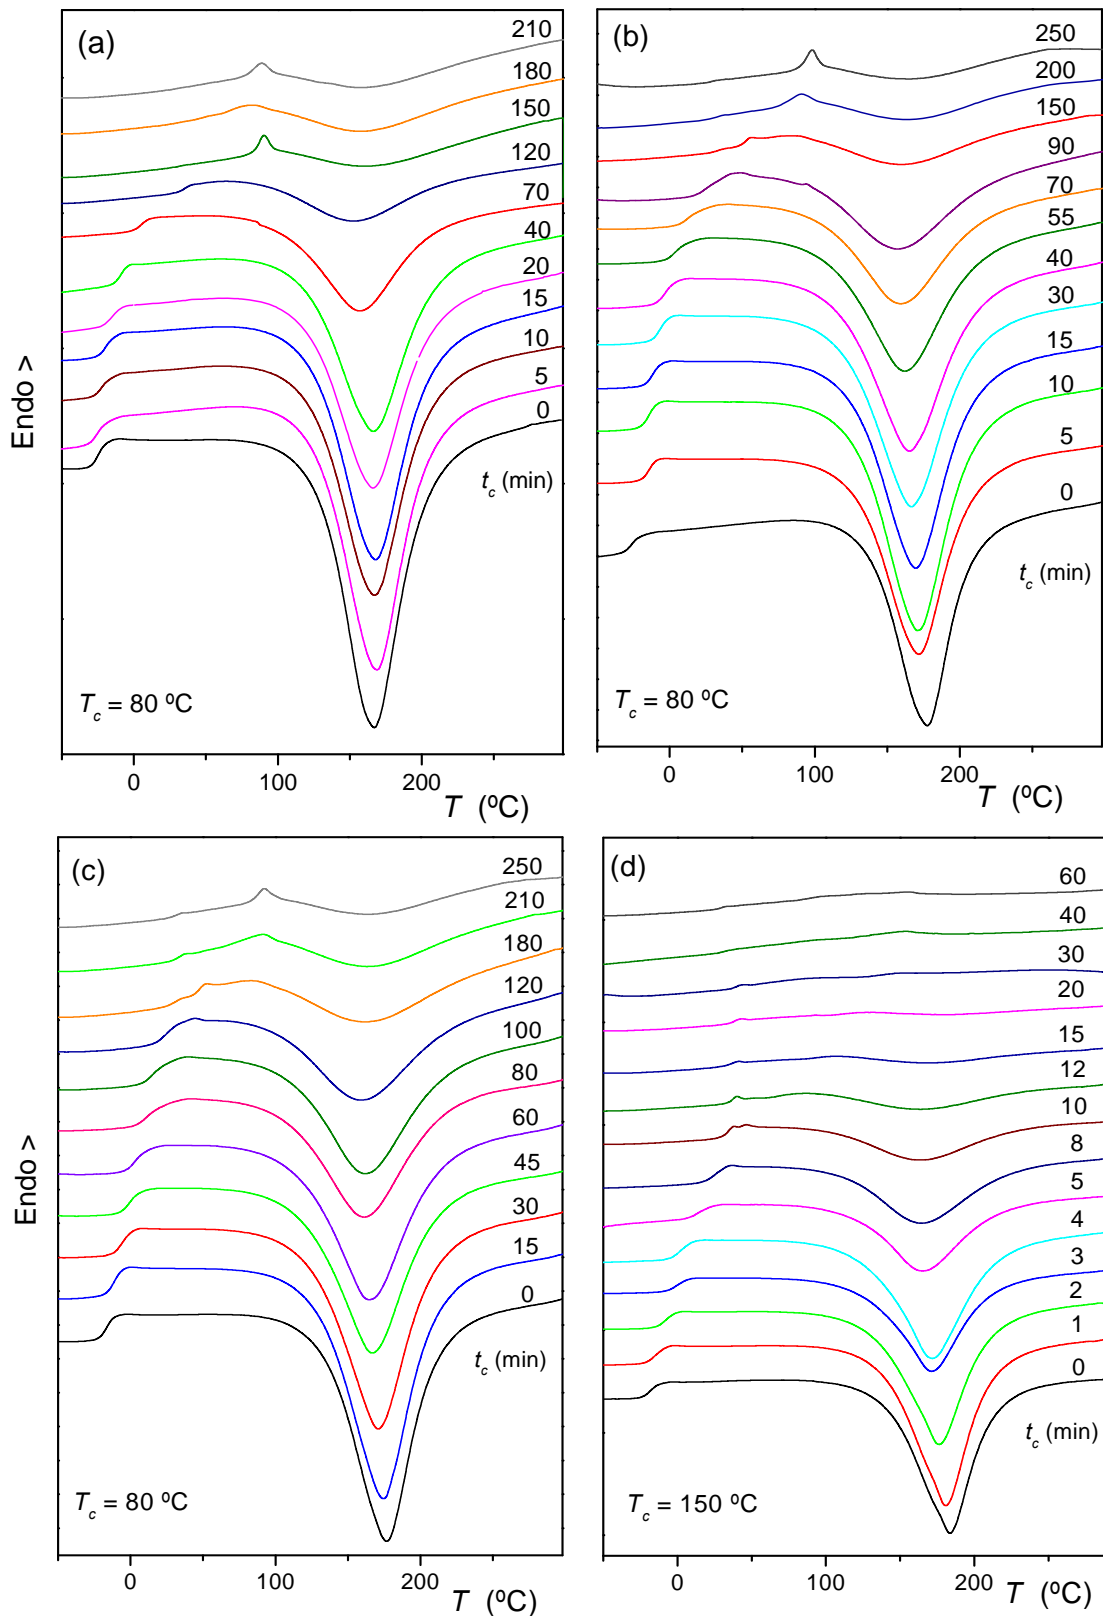 (a)
210
180
150
120
70
40
20
15
10
5
0
t_c (min)
T_c = 80 ºC
Endo >
0 100 200
T (ºC)
(b)
250
200
150
90
70
55
40
30
15
10
5
0
t_c (min)
T_c = 80 ºC
0 100 200
T (ºC)
(c)
250
210
180
120
100
80
60
45
30
15
0
t_c (min)
T_c = 80 ºC
Endo >
0 100 200
T (ºC)
(d)
60
40
30
20
15
12
10
8
5
4
3
2
1
0
t_c (min)
T_c = 150 ºC
0 100 200
T (ºC)